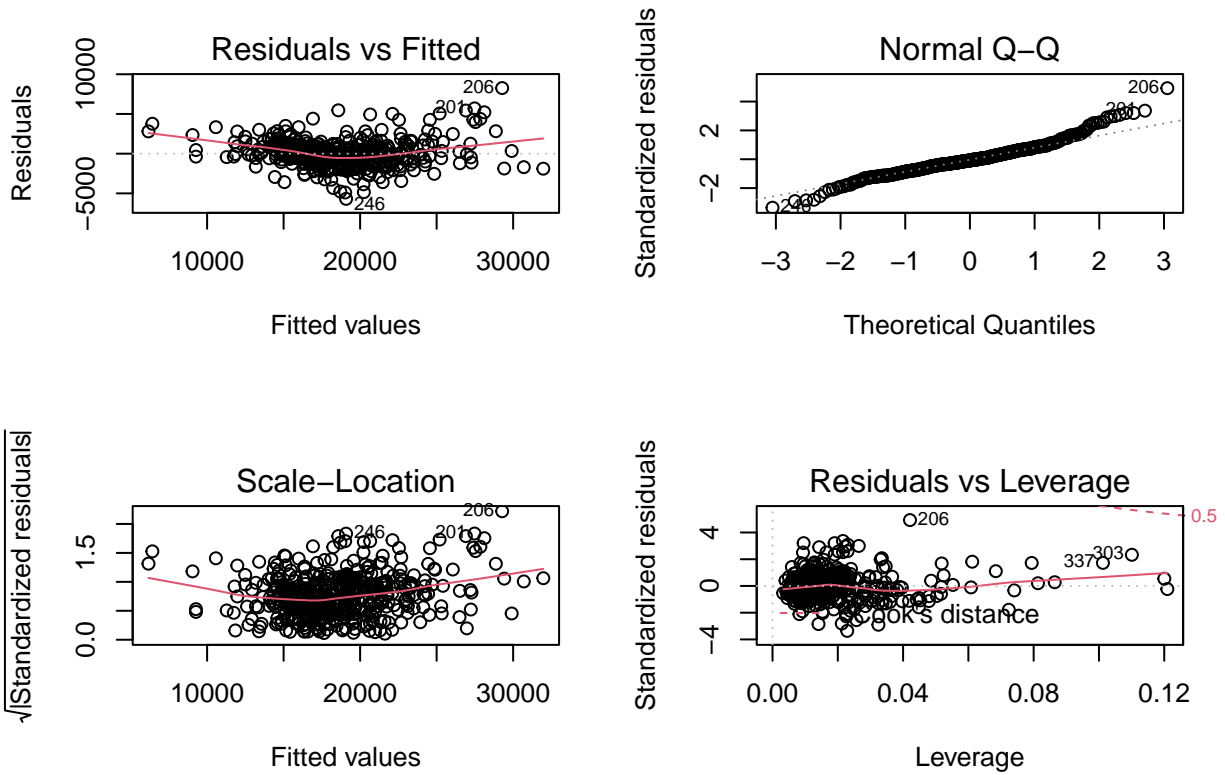 Residuals vs Fitted
Residuals
10000
−5000
206
201
246
10000 20000 30000
Fitted values
Normal Q−Q
Standardized residuals
2
−2
206
201
246
−3 −2 −1 0 1 2 3
Theoretical Quantiles
Scale−Location
√|Standardized residuals|
1.5
0.0
206
246
201
10000 20000 30000
Fitted values
Residuals vs Leverage
Standardized residuals
4
0
−4
206
0.5
337
303
ok's distance
0.00 0.04 0.08 0.12
Leverage